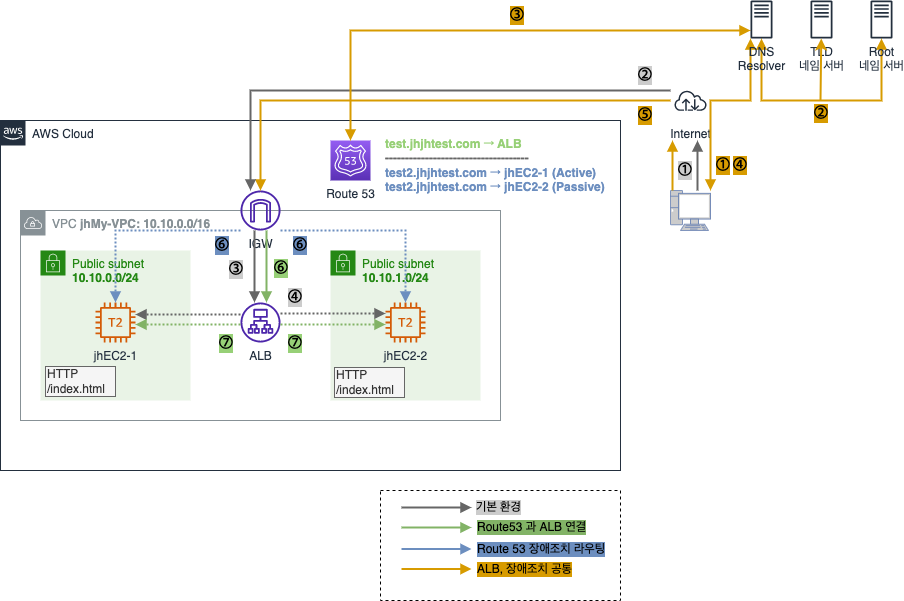 ③
DNS
Resolver
TLD
네임 서버
Root
네임 서버
②
⑤
②
Internet
①
① ④
aws
AWS Cloud
53
Route 53
test.jhjhtest.com → ALB
------------------------------------
test2.jhjhtest.com → jhEC2-1 (Active)
test2.jhjhtest.com → jhEC2-2 (Passive)
VPC jhMy-VPC: 10.10.0.0/16
IGW
⑥
⑥
③
⑥
Public subnet
10.10.0.0/24
Public subnet
10.10.1.0/24
④
T2
T2
⑦
⑦
jhEC2-1
ALB
jhEC2-2
HTTP
/index.html
HTTP
/index.html
기본 환경
Route53 과 ALB 연결
Route 53 장애조치 라우팅
ALB, 장애조치 공통